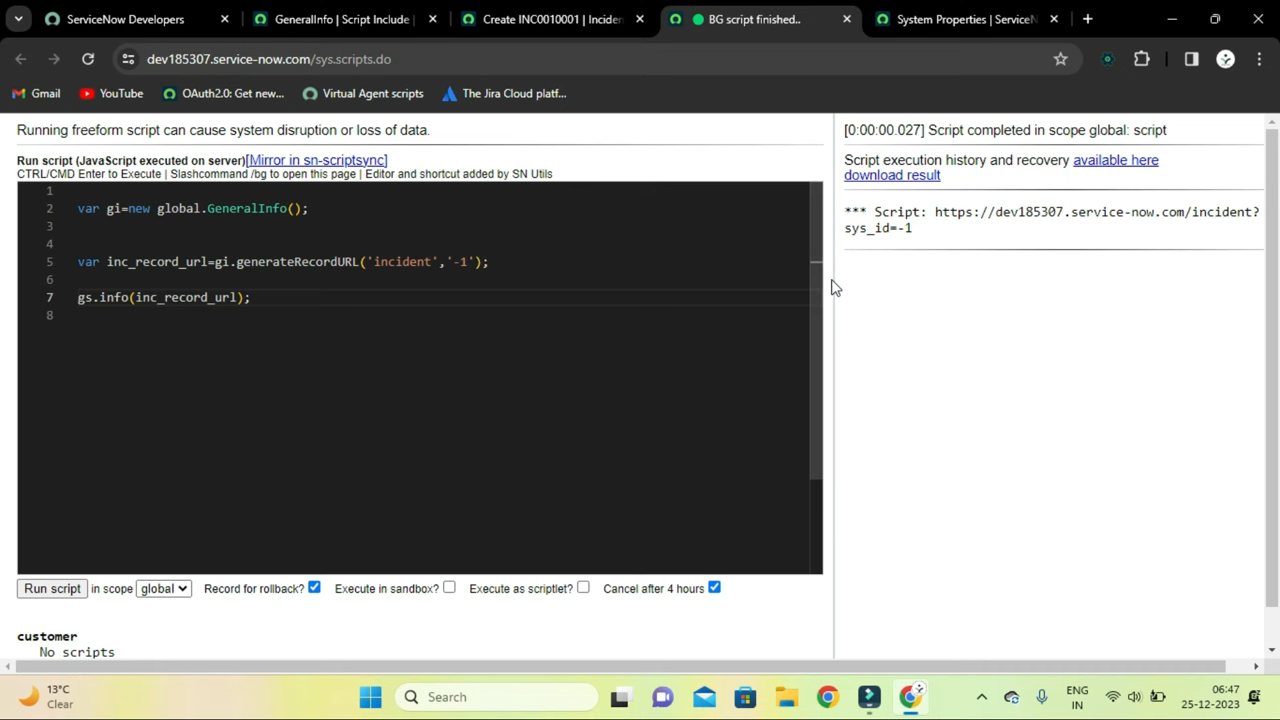 ServiceNow Developers
GeneralInfo | Script Include |
Create INC0010001 | Inciden
BG script finished..
System Properties | ServiceN
dev185307.service-now.com/sys.scripts.do
Gmail
YouTube
OAuth2.0: Get new...
Virtual Agent scripts
The Jira Cloud platf...
Running freeform script can cause system disruption or loss of data.
Run script (JavaScript executed on server)[Mirror in sn-scriptsync]
CTRL/CMD Enter to Execute | Slashcommand /bg to open this page | Editor and shortcut added by SN Utils
1
2 var gi=new global.GeneralInfo();
3
4
5 var inc_record_url=gi.generateRecordURL('incident','-1');
6
7 gs.info(inc_record_url);
8
Run script in scope global Record for rollback? Execute in sandbox? Execute as scriptlet? Cancel after 4 hours
customer
No scripts
[0:00:00.027] Script completed in scope global: script
Script execution history and recovery available here
download result
*** Script: https://dev185307.service-now.com/incident?
sys_id=-1
13°C
Clear
Search
ENG
IN
06:47
25-12-2023